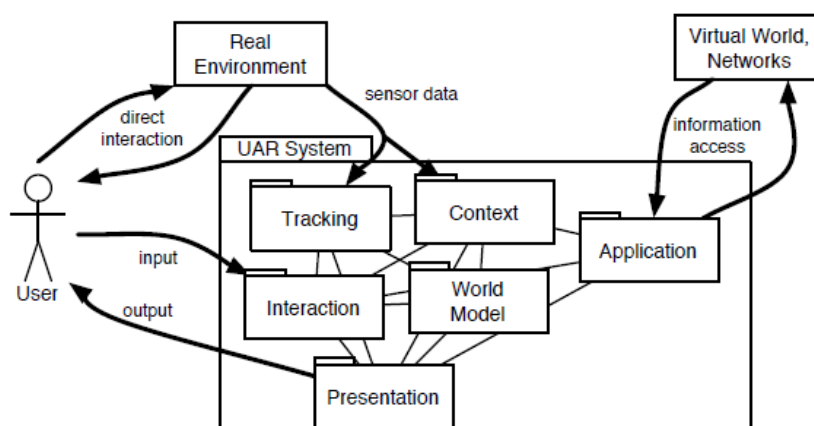 Real
Environment
Virtual World,
Networks
sensor data
direct
interaction
information
access
UAR System
Tracking
Context
Application
input
User
output
Interaction
World
Model
Presentation